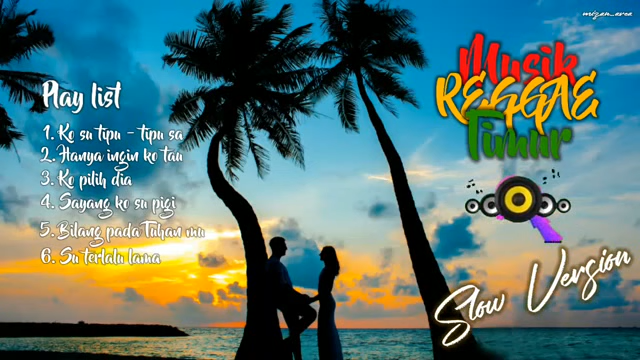 mozan_area
Musik
REGGAE
Timur
Play list
1. Ko su tipu - tipu sa
2. Hanya ingin ko tau
3. Ko pilih dia
4. Sayang ko su pigi
5. Bilang pada Tuhan mu
6. Su terlalu lama
Slow Version